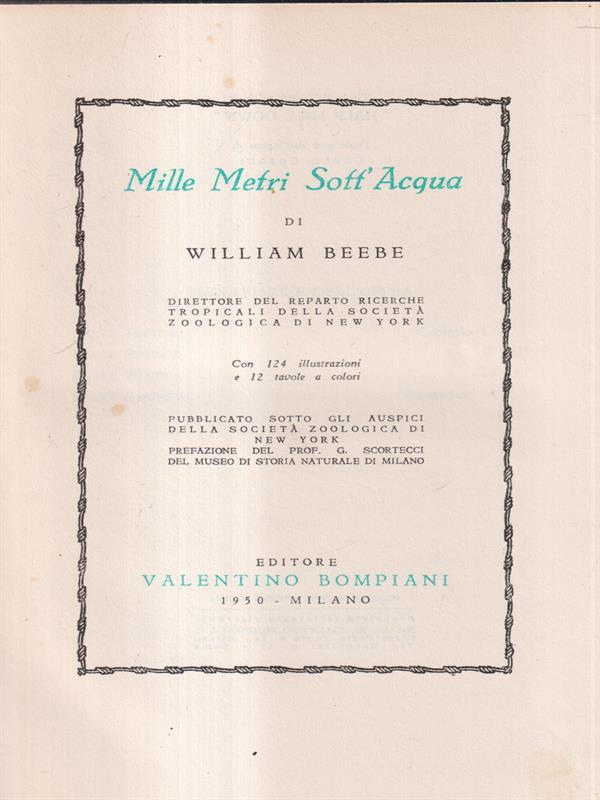 Mille Metri Sott'Acqua
DI
WILLIAM BEEBE
DIRETTORE DEL REPARTO RICERCHE
TROPICALI DELLA SOCIETÀ
ZOOLOGICA DI NEW YORK
Con 124 illustrazioni
e 12 tavole a colori
PUBBLICATO SOTTO GLI AUSPICI
DELLA SOCIETÀ ZOOLOGICA DI
NEW YORK
PREFAZIONE DEL PROF. G. SCORTECCI
DEL MUSEO DI STORIA NATURALE DI MILANO
EDITORE
VALENTINO BOMPIANI
1950 - MILANO